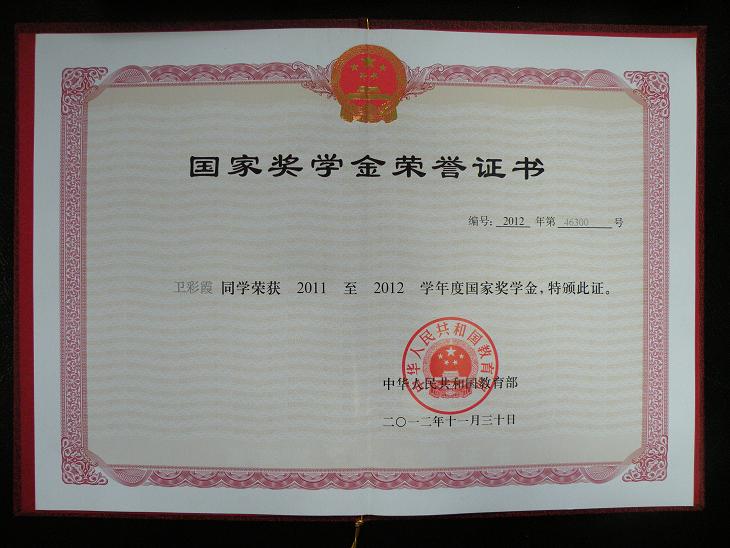 国家奖学金荣誉证书
编号: 2012 年第 46300 号
卫彩霞 同学荣获 2011 至 2012 学年度国家奖学金, 特颁此证。
中华人民共和国教育部
中华人民共和国教育部
二〇一二年十一月三十日